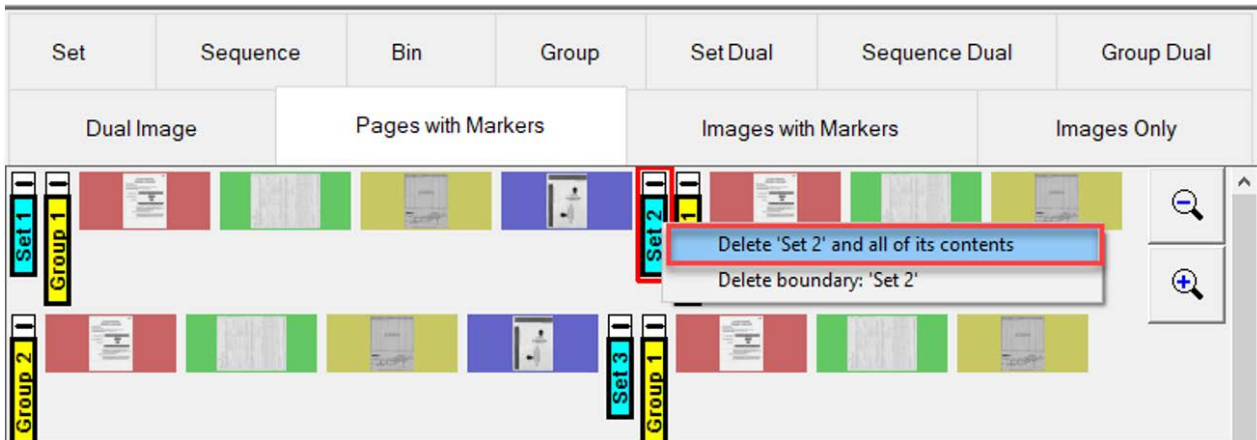 Set Sequence Bin Group Set Dual Sequence Dual Group Dual
Dual Image Pages with Markers Images with Markers Images Only
Set 1
Group 1
Set 2
1
Delete 'Set 2' and all of its contents
Delete boundary: 'Set 2'
Group 2
Set 3
Group 1